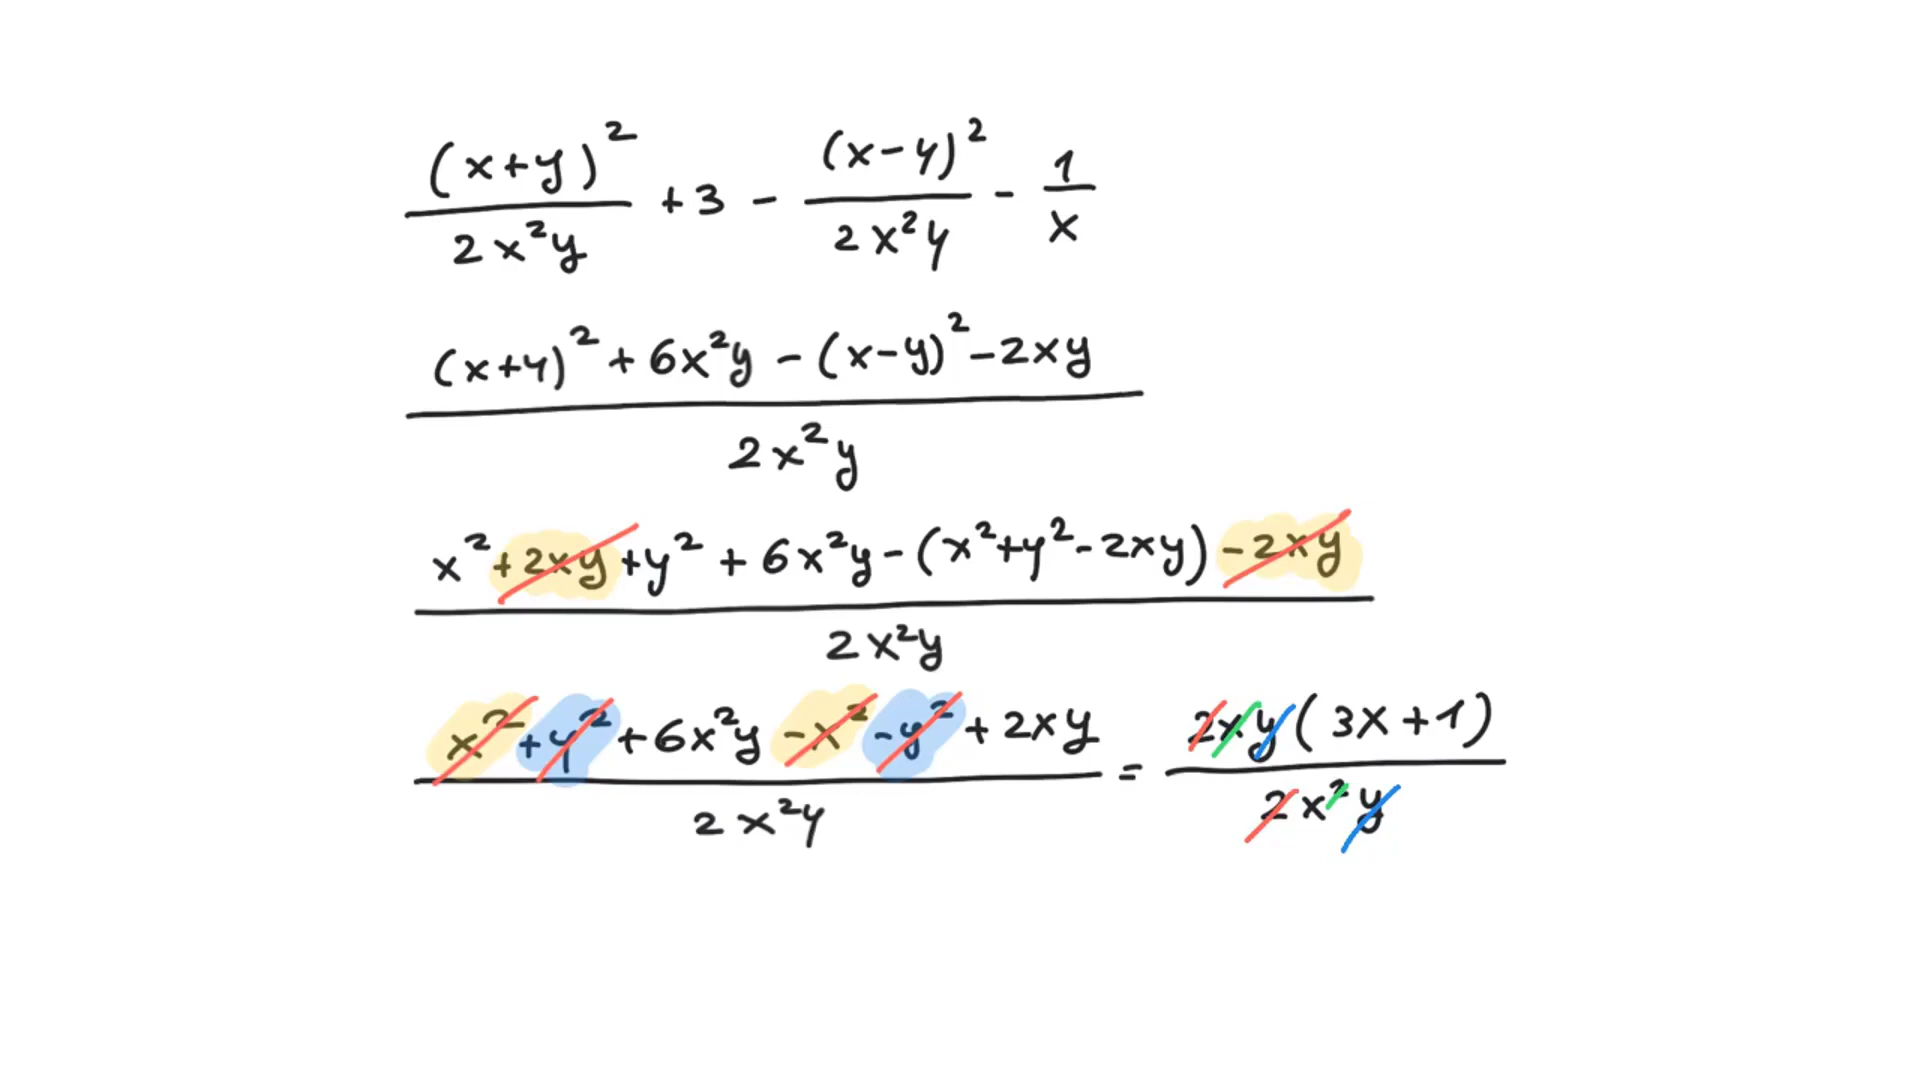 (x+y)² / 2x²y + 3 - (x-y)² / 2x²y - 1/x
(x+y)² + 6x²y - (x-y)² - 2xy
2x²y
x² + 2xy + y² + 6x²y - (x² + y² - 2xy) - 2xy
2x²y
x² + y² + 6x²y - x² - y² + 2xy / 2x²y = 2xy(3x+1) / 2x²y